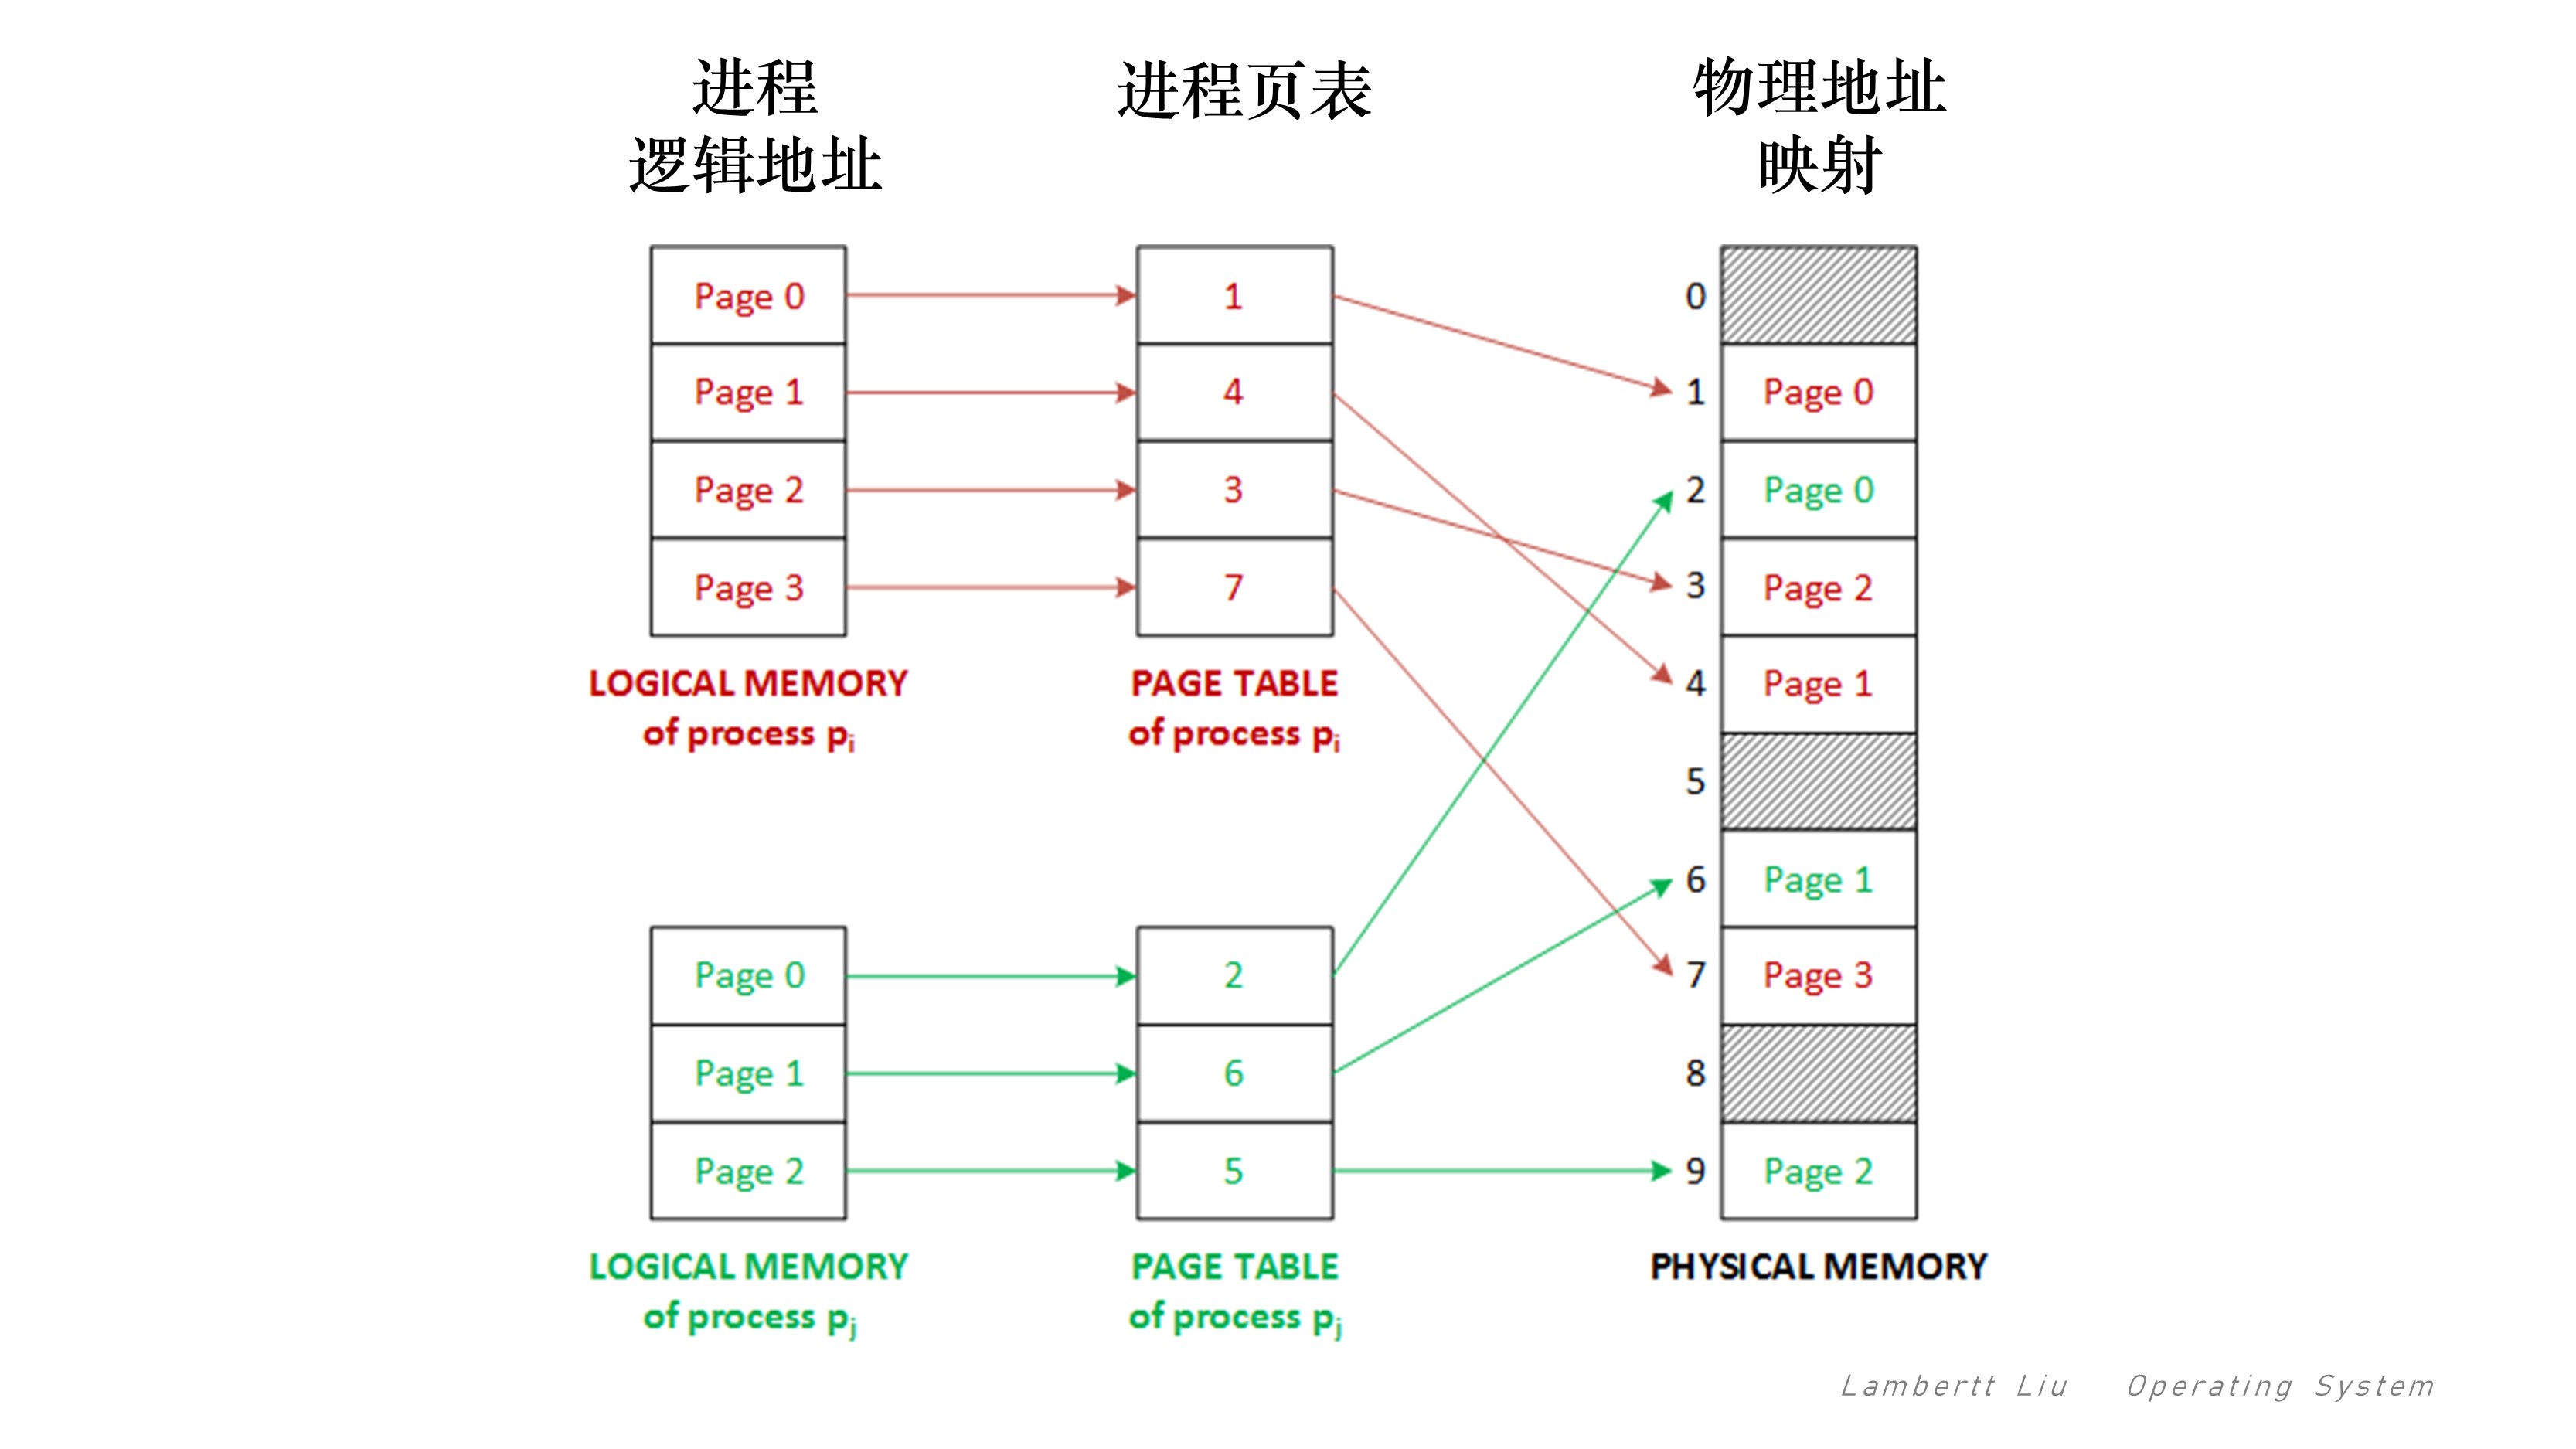 进程
逻辑地址
进程页表
物理地址
映射
Page 0
Page 1
Page 2
Page 3
LOGICAL MEMORY
of process pi
1
4
3
7
PAGE TABLE
of process pi
Page 0
Page 1
Page 2
LOGICAL MEMORY
of process pj
2
6
5
PAGE TABLE
of process pj
0
1 Page 0
2 Page 0
3 Page 2
4 Page 1
5
6 Page 1
7 Page 3
8
9 Page 2
PHYSICAL MEMORY
Lambertt Liu Operating System